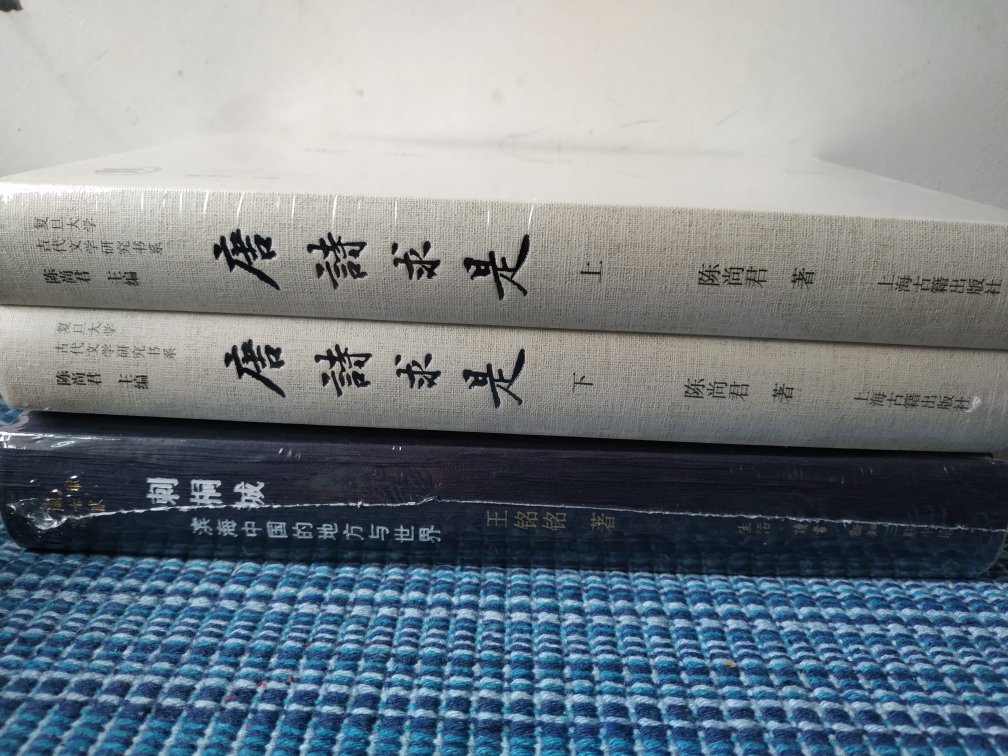 复旦大学
古代文学研究书系
陈尚君 主编
唐詩求是
上
陈尚君 著
上海古籍出版社
复旦大学
古代文学研究书系
陈尚君 主编
唐詩求是
下
陈尚君 著
上海古籍出版社
刺桐城
滨海中国的地方与世界
王铭铭 著